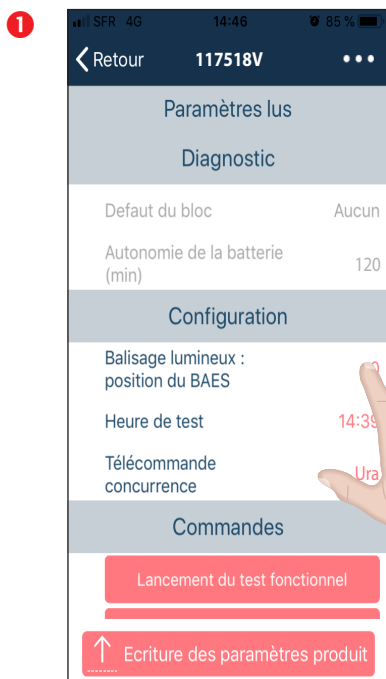 1
SFR 4G 14:46 85 %
Retour 117518V •••
Paramètres lus
Diagnostic
Defaut du bloc Aucun
Autonomie de la batterie
(min) 120
Configuration
Balisage lumineux :
position du BAES
Heure de test 14:39
Télécommande
concurrence Ura
Commandes
Lancement du test fonctionnel
Ecriture des paramètres produit